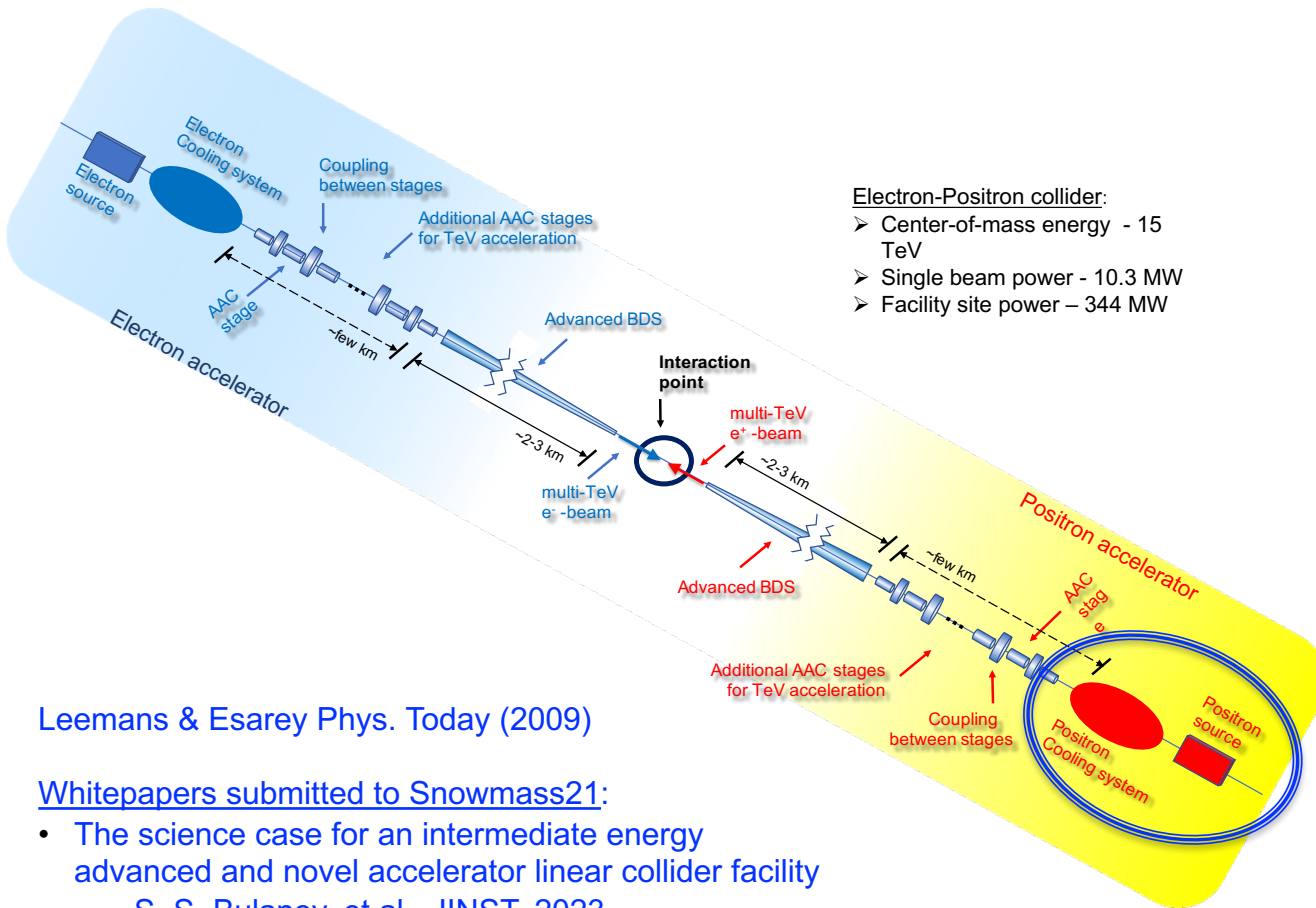 Electron
source
Electron
Cooling system
Coupling
between stages
Additional AAC stages
for TeV acceleration
AAC
stage
~few km
Electron accelerator
Advanced BDS
~2-3 km
Interaction
point
multi-TeV
e⁻ -beam
multi-TeV
e⁺ -beam
Electron-Positron collider:
➢ Center-of-mass energy - 15
TeV
➢ Single beam power - 10.3 MW
➢ Facility site power – 344 MW
~2-3 km
Positron accelerator
~few km
Advanced BDS
AAC
stag
e
Additional AAC stages
for TeV acceleration
Coupling
between stages
Positron
Cooling system
Positron
source
Leemans & Esarey Phys. Today (2009)
Whitepapers submitted to Snowmass21:
• The science case for an intermediate energy
advanced and novel accelerator linear collider facility